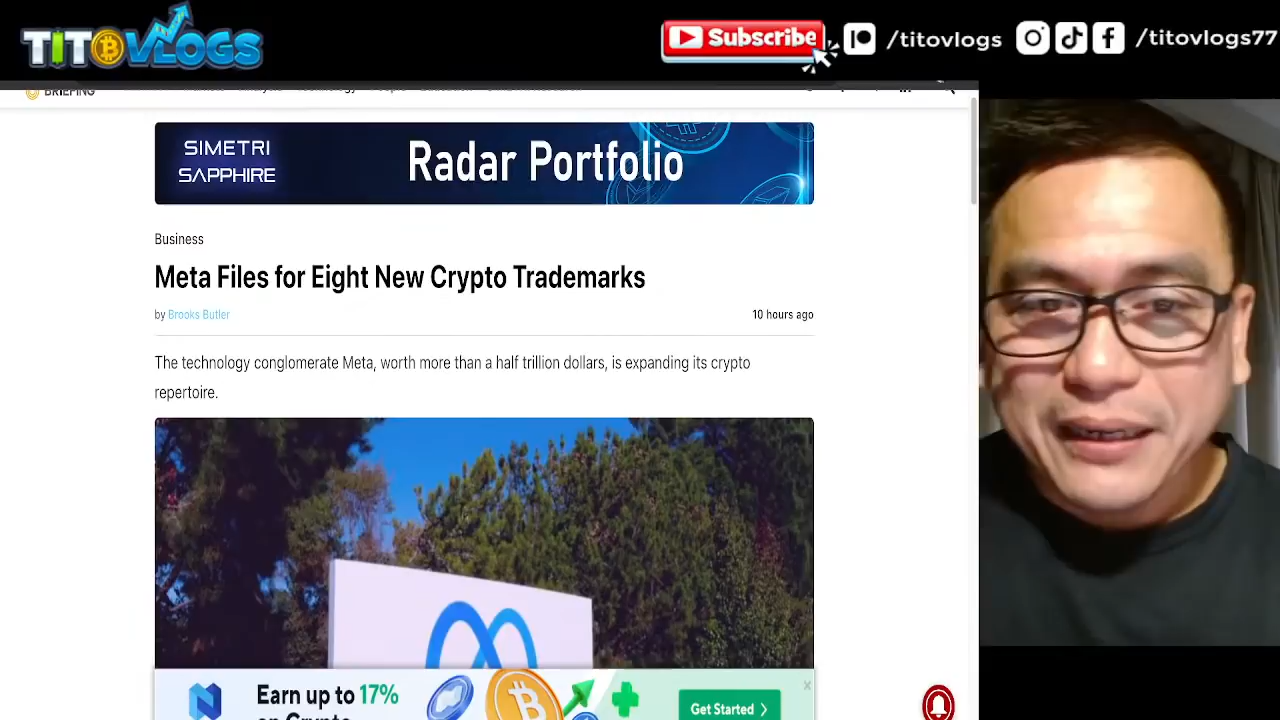 TITOVLOGS
Subscribe
/titovlogs
/titovlogs77
BRIEFING
SIMETRI
SAPPHIRE
Radar Portfolio
Business
Meta Files for Eight New Crypto Trademarks
by Brooks Butler
10 hours ago
The technology conglomerate Meta, worth more than a half trillion dollars, is expanding its crypto
repertoire.
Earn up to 17%
on Crypto
Get Started